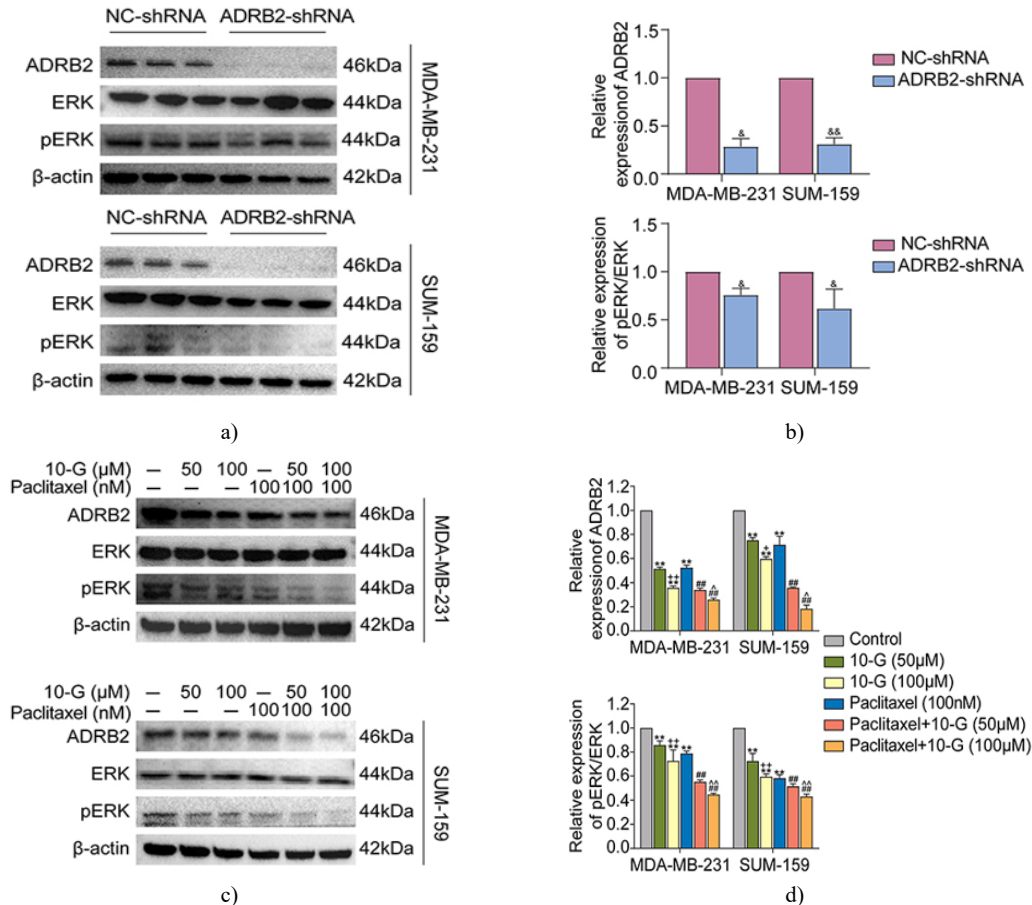 NC-shRNA ADRB2-shRNA
ADRB2 46kDa
ERK 44kDa
pERK 44kDa
β-actin 42kDa
MDA-MB-231
NC-shRNA ADRB2-shRNA
ADRB2 46kDa
ERK 44kDa
pERK 44kDa
β-actin 42kDa
SUM-159
a)
Relative
expressionof ADRB2
1.5
1.0
0.5
0.0
& &&
MDA-MB-231 SUM-159
NC-shRNA
ADRB2-shRNA
Relative expression
of pERK/ERK
1.5
1.0
0.5
0.0
& &
MDA-MB-231 SUM-159
NC-shRNA
ADRB2-shRNA
b)
10-G (μM) — 50 100 — 50 100
Paclitaxel (nM) — — — 100 100 100
ADRB2 46kDa
ERK 44kDa
pERK 44kDa
β-actin 42kDa
MDA-MB-231
10-G (μM) — 50 100 — 50 100
Paclitaxel (nM) — — — 100 100 100
ADRB2 46kDa
ERK 44kDa
pERK 44kDa
β-actin 42kDa
SUM-159
c)
Relative
expressionof ADRB2
1.2
1.0
0.8
0.6
0.4
0.2
0
** ++ ** ** ## ^ ## ** + ** ** ## ^ ##
MDA-MB-231 SUM-159
Relative expression
of pERK/ERK
1.2
1.0
0.8
0.6
0.4
0.2
0.0
** ++ ** ** ## ^^ ## ** ++ ** ** ## ^^ ##
MDA-MB-231 SUM-159
Control
10-G (50μM)
10-G (100μM)
Paclitaxel (100nM)
Paclitaxel+10-G (50μM)
Paclitaxel+10-G (100μM)
d)